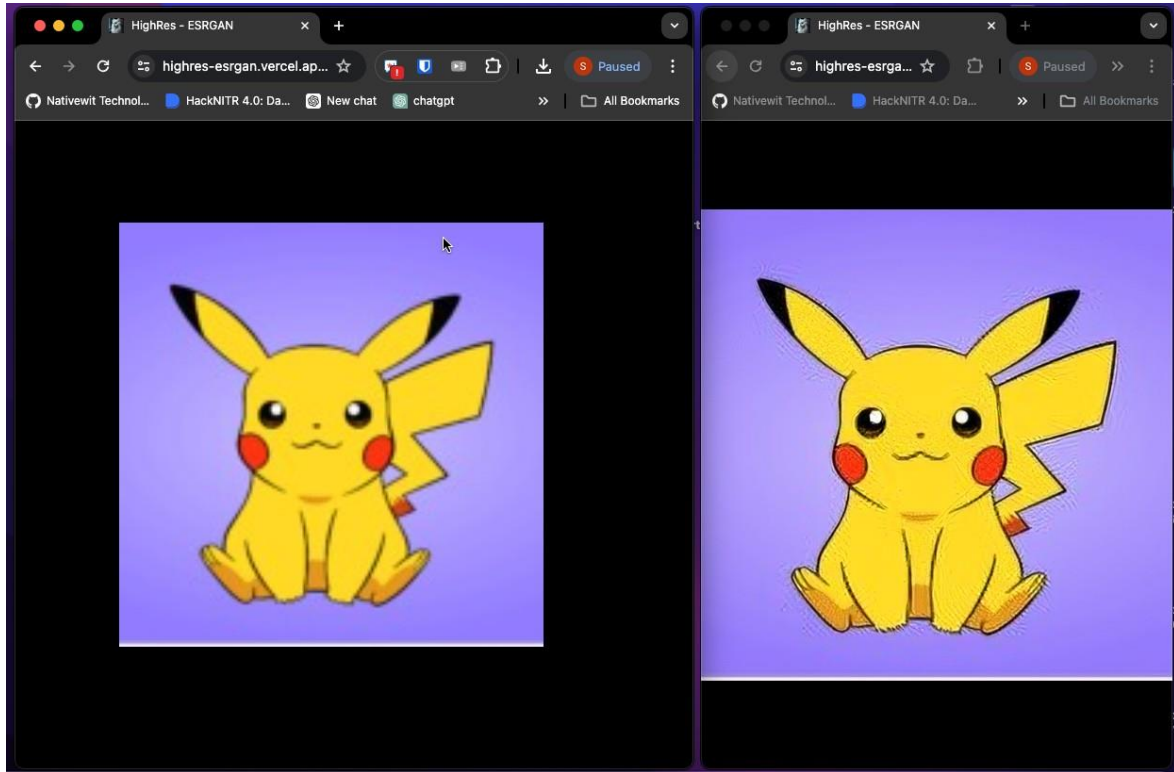 HighRes - ESRGAN
highres-esrgan.vercel.ap...
S Paused
Nativewit Technol...
HackNITR 4.0: Da...
New chat
chatgpt
»
All Bookmarks
t
HighRes - ESRGAN
highres-esrga...
S Paused
»
Nativewit Technol...
HackNITR 4.0: Da...
»
All Bookmarks